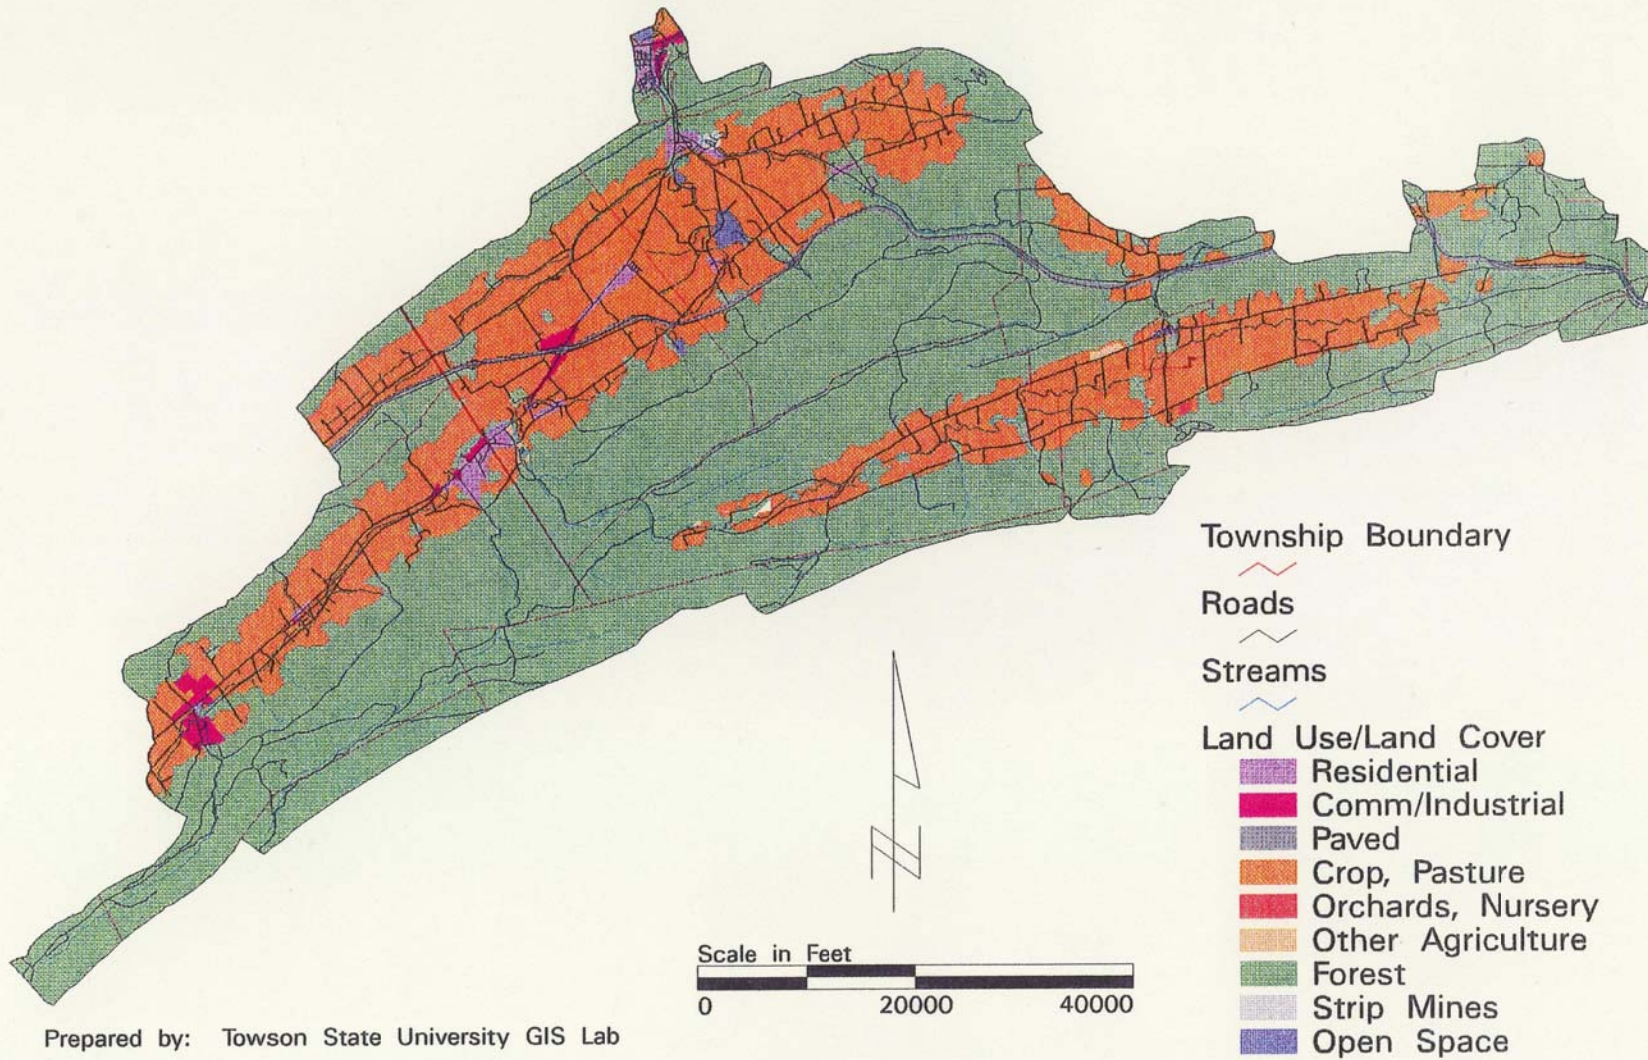 Township Boundary
Roads
Streams
Land Use/Land Cover
Residential
Comm/Industrial
Paved
Crop, Pasture
Orchards, Nursery
Other Agriculture
Forest
Strip Mines
Open Space
N
Scale in Feet
0 20000 40000
Prepared by: Towson State University GIS Lab